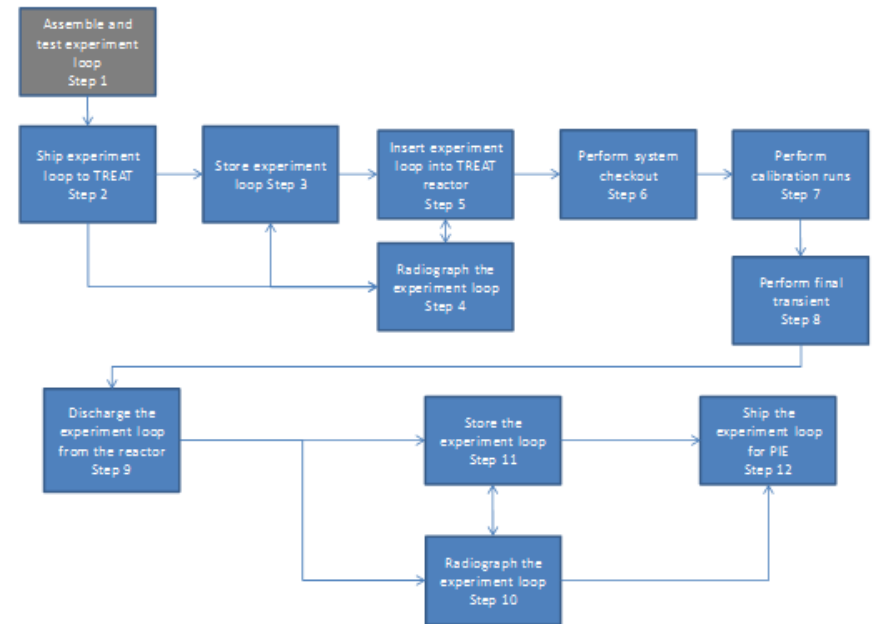 Assemble and
test experiment
loop
Step 1
Ship experiment
loop to TREAT
Step 2
Store experiment
loop Step 3
Insert experiment
loop into TREAT
reactor
Step 5
Perform system
checkout
Step 6
Perform
calibration runs
Step 7
Radiograph the
experiment loop
Step 4
Perform final
transient
Step 8
Discharge the
experiment loop
from the reactor
Step 9
Store the
experiment loop
Step 11
Ship the
experiment loop
for PIE
Step 12
Radiograph the
experiment loop
Step 10